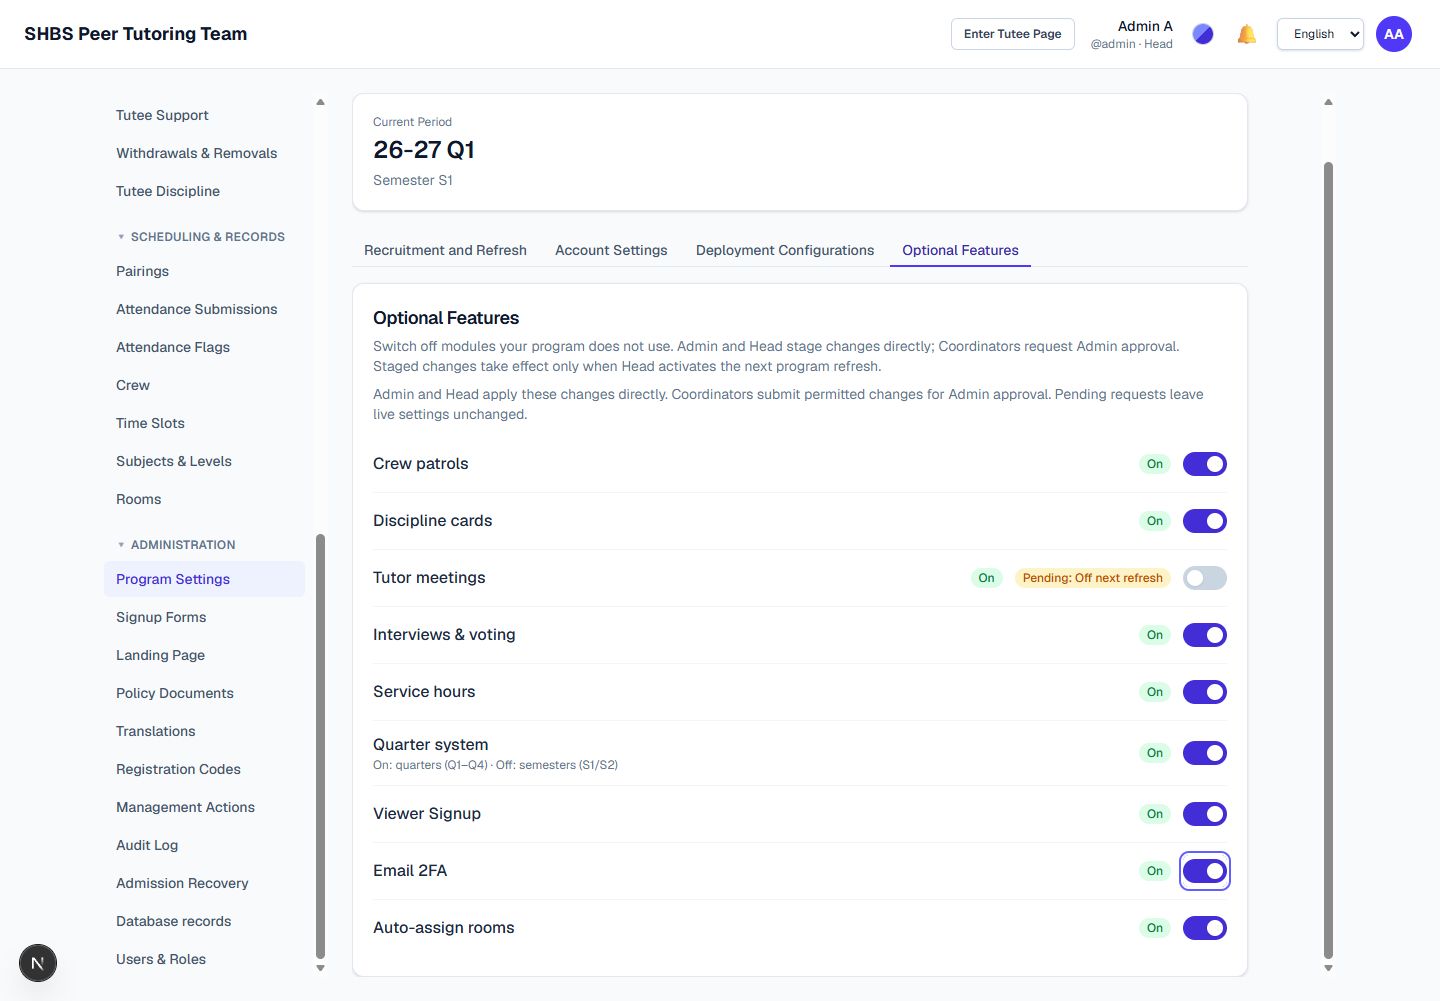 SHBS Peer Tutoring Team
Enter Tutee Page
Admin A
@admin · Head
English
AA
Tutee Support
Withdrawals & Removals
Tutee Discipline
SCHEDULING & RECORDS
Pairings
Attendance Submissions
Attendance Flags
Crew
Time Slots
Subjects & Levels
Rooms
ADMINISTRATION
Program Settings
Signup Forms
Landing Page
Policy Documents
Translations
Registration Codes
Management Actions
Audit Log
Admission Recovery
Database records
Users & Roles
N
Current Period
26-27 Q1
Semester S1
Recruitment and Refresh
Account Settings
Deployment Configurations
Optional Features
Optional Features
Switch off modules your program does not use. Admin and Head stage changes directly; Coordinators request Admin approval.
Staged changes take effect only when Head activates the next program refresh.
Admin and Head apply these changes directly. Coordinators submit permitted changes for Admin approval. Pending requests leave
live settings unchanged.
Crew patrols On
Discipline cards On
Tutor meetings On Pending: Off next refresh
Interviews & voting On
Service hours On
Quarter system On
On: quarters (Q1–Q4) · Off: semesters (S1/S2)
Viewer Signup On
Email 2FA On
Auto-assign rooms On